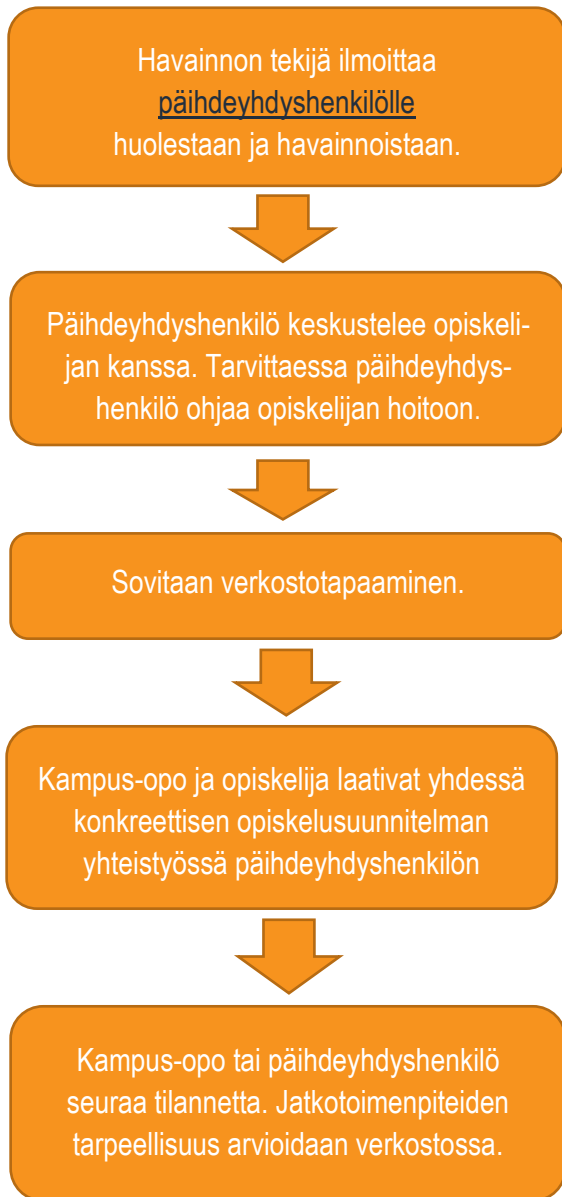 Havainnon tekijä ilmoittaa
päihdeyhdyshenkilölle
huolestaan ja havainnoistaan.
Päihdeyhdyshenkilö keskustelee opiskeli-
jan kanssa. Tarvittaessa päihdeyhdys-
henkilö ohjaa opiskelijan hoitoon.
Sovitaan verkostotapaaminen.
Kampus-opo ja opiskelija laativat yhdessä
konkreettisen opiskelusuunnitelman
yhteistyössä päihdeyhdyshenkilön
Kampus-opo tai päihdeyhdyshenkilö
seuraa tilannetta. Jatkotoimenpiteiden
tarpeellisuus arvioidaan verkostossa.